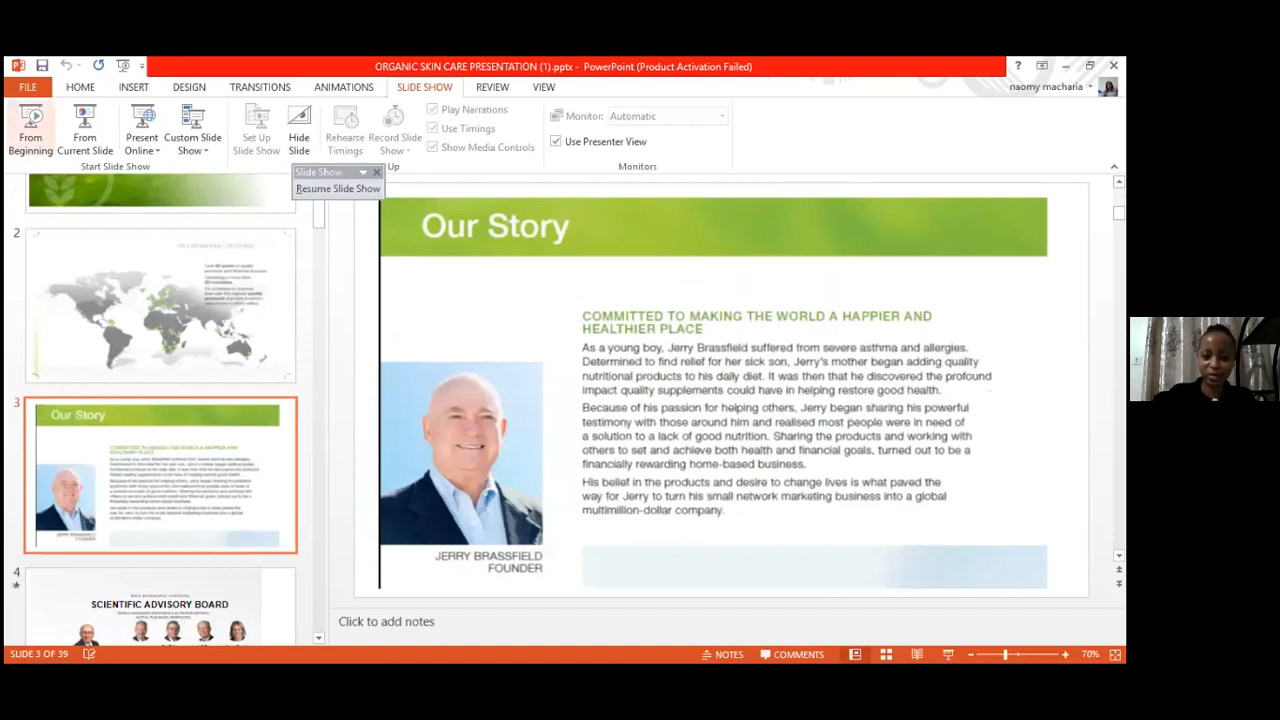 ORGANIC SKIN CARE PRESENTATION (1).pptx - PowerPoint (Product Activation Failed)
FILE HOME INSERT DESIGN TRANSITIONS ANIMATIONS SLIDE SHOW REVIEW VIEW
naomy macharia
From Beginning
From Current Slide
Present Online
Custom Slide Show
Set Up Slide Show
Hide Slide
Rehearse Timings
Record Slide Show
Play Narrations
Use Timings
Show Media Controls
Monitor: Automatic
Use Presenter View
Start Slide Show
Up
Monitors
Slide Show
Resume Slide Show
2
3
Our Story
4
SCIENTIFIC ADVISORY BOARD
Our Story
COMMITTED TO MAKING THE WORLD A HAPPIER AND
HEALTHIER PLACE
As a young boy, Jerry Brassfield suffered from severe asthma and allergies.
Determined to find relief for her sick son, Jerry's mother began adding quality
nutritional products to his daily diet. It was then that he discovered the profound
impact quality supplements could have in helping restore good health.
Because of his passion for helping others, Jerry began sharing his powerful
testimony with those around him and realised most people were in need of
a solution to a lack of good nutrition. Sharing the products and working with
others to set and achieve both health and financial goals, turned out to be a
financially rewarding home-based business.
His belief in the products and desire to change lives is what paved the
way for Jerry to turn his small network marketing business into a global
multimillion-dollar company.
JERRY BRASSFIELD
FOUNDER
Click to add notes
SLIDE 3 OF 39
NOTES
COMMENTS
70%